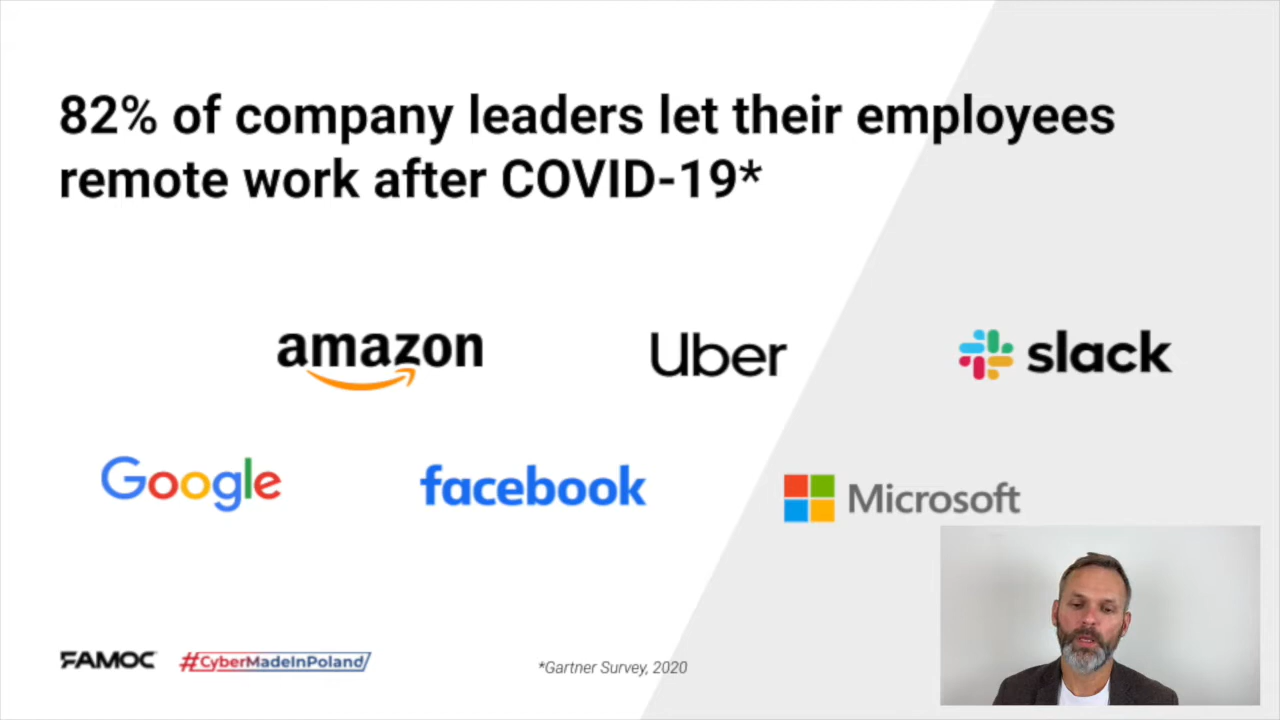 82% of company leaders let their employees
remote work after COVID-19*
amazon
Uber
slack
Google
facebook
Microsoft
FAMOC
#CyberMadeInPoland
*Gartner Survey, 2020